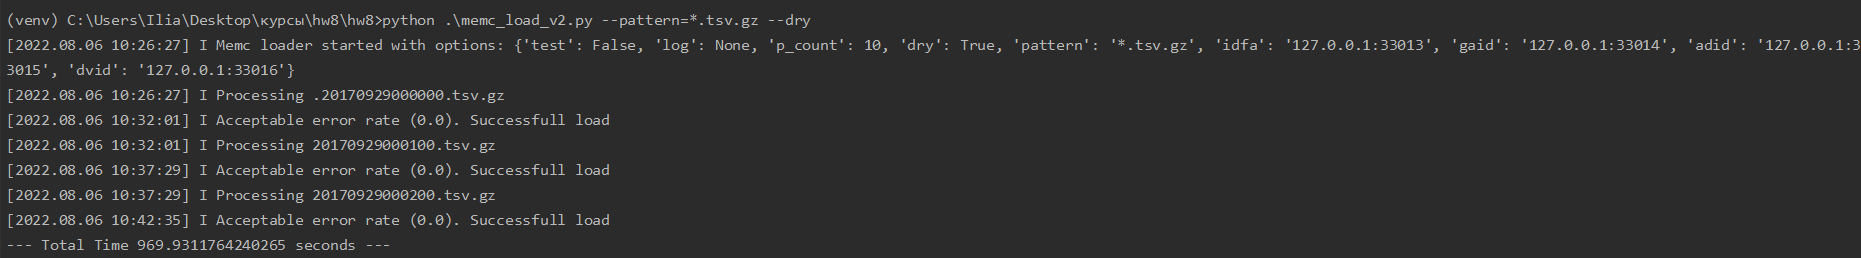 (venv) C:\Users\Ilia\Desktop\курсы\hw8\hw8>python .\memc_load_v2.py --pattern=*.tsv.gz --dry
[2022.08.06 10:26:27] I Memc loader started with options: {'test': False, 'log': None, 'p_count': 10, 'dry': True, 'pattern': '*.tsv.gz', 'idfa': '127.0.0.1:33013', 'gaid': '127.0.0.1:33014', 'adid': '127.0.0.1:3
3015', 'dvid': '127.0.0.1:33016'}
[2022.08.06 10:26:27] I Processing .20170929000000.tsv.gz
[2022.08.06 10:32:01] I Acceptable error rate (0.0). Successfull load
[2022.08.06 10:32:01] I Processing 20170929000100.tsv.gz
[2022.08.06 10:37:29] I Acceptable error rate (0.0). Successfull load
[2022.08.06 10:37:29] I Processing 20170929000200.tsv.gz
[2022.08.06 10:42:35] I Acceptable error rate (0.0). Successfull load
--- Total Time 969.9311764240265 seconds ---